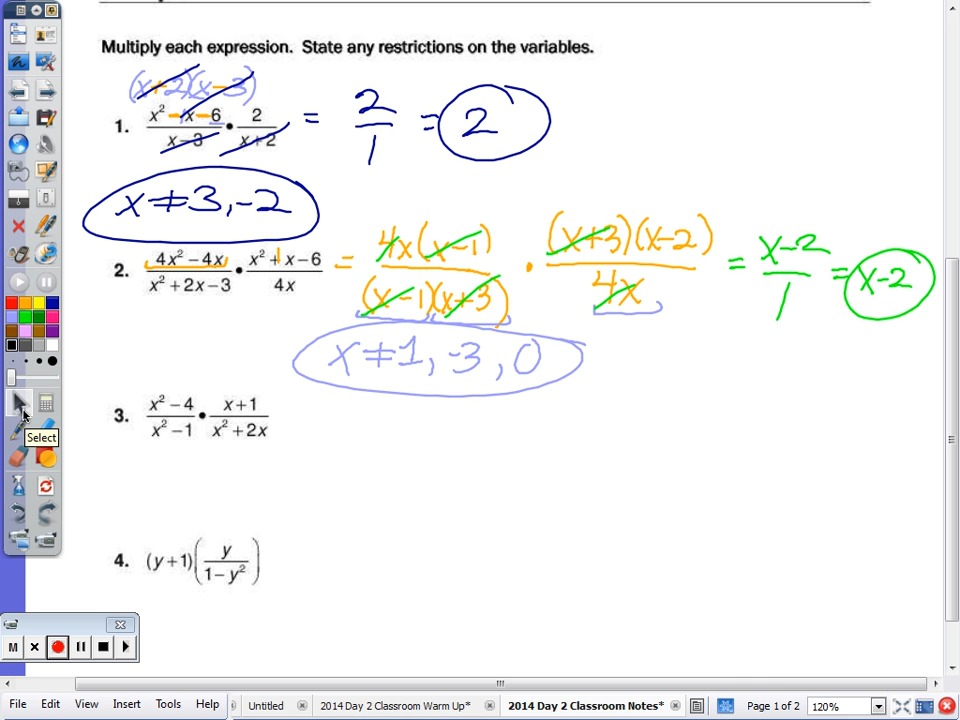 Multiply each expression. State any restrictions on the variables.
(x+2)(x-3)
1. x² -x-6 / x-3 • 2 / x+2 = 2/1 = 2
x≠3,-2
2. 4x² -4x / x² +2x-3 • x² +x-6 / 4x = 4x(x-1) / (x-1)(x+3) • (x+3)(x-2) / 4x = x-2 / 1 = x-2
x≠1,-3,0
3. x² -4 / x² -1 • x+1 / x² +2x
Select
4. (y+1)(y / 1-y²)
M
File Edit View Insert Tools Help Untitled 2014 Day 2 Classroom Warm Up* 2014 Day 2 Classroom Notes* Page 1 of 2 120%